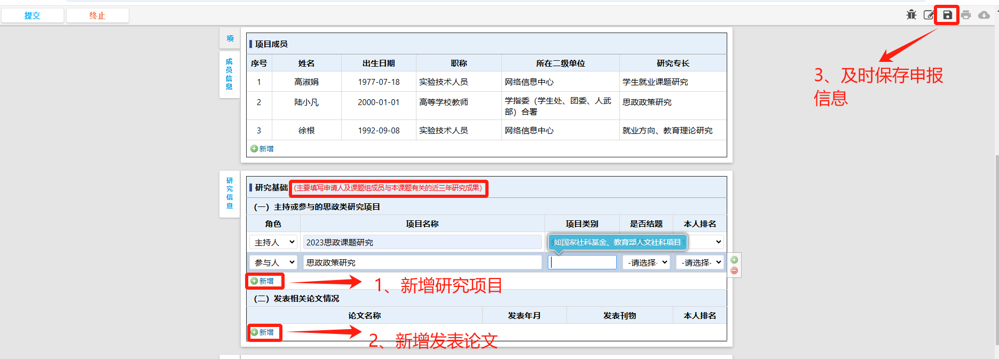 提交
终止
项
成员信息
项目成员
序号 姓名 出生日期 职称 所在二级单位 研究专长
1 高淑娟 1977-07-18 实验技术人员 网络信息中心 学生就业课题研究
2 陆小凡 2000-01-01 高等学校教师 学指委（学生处、团委、人武 思政政策研究
部）合署
3 徐根 1992-09-08 实验技术人员 网络信息中心 就业方向、教育理论研究
新增
3、及时保存申报
信息
研究信息
研究基础 (主要填写申请人及课题组成员与本课题有关的近三年研究成果)
（一）主持或参与的思政类研究项目
角色 项目名称 项目类别 是否结题 本人排名
主持人 2023思政课题研究 如国家社科基金、教育部人文社科项目
参与人 思政政策研究 -请选择- -请选择-
新增
1、新增研究项目
（二）发表相关论文情况
论文名称 发表年月 发表刊物 本人排名
新增
2、新增发表论文